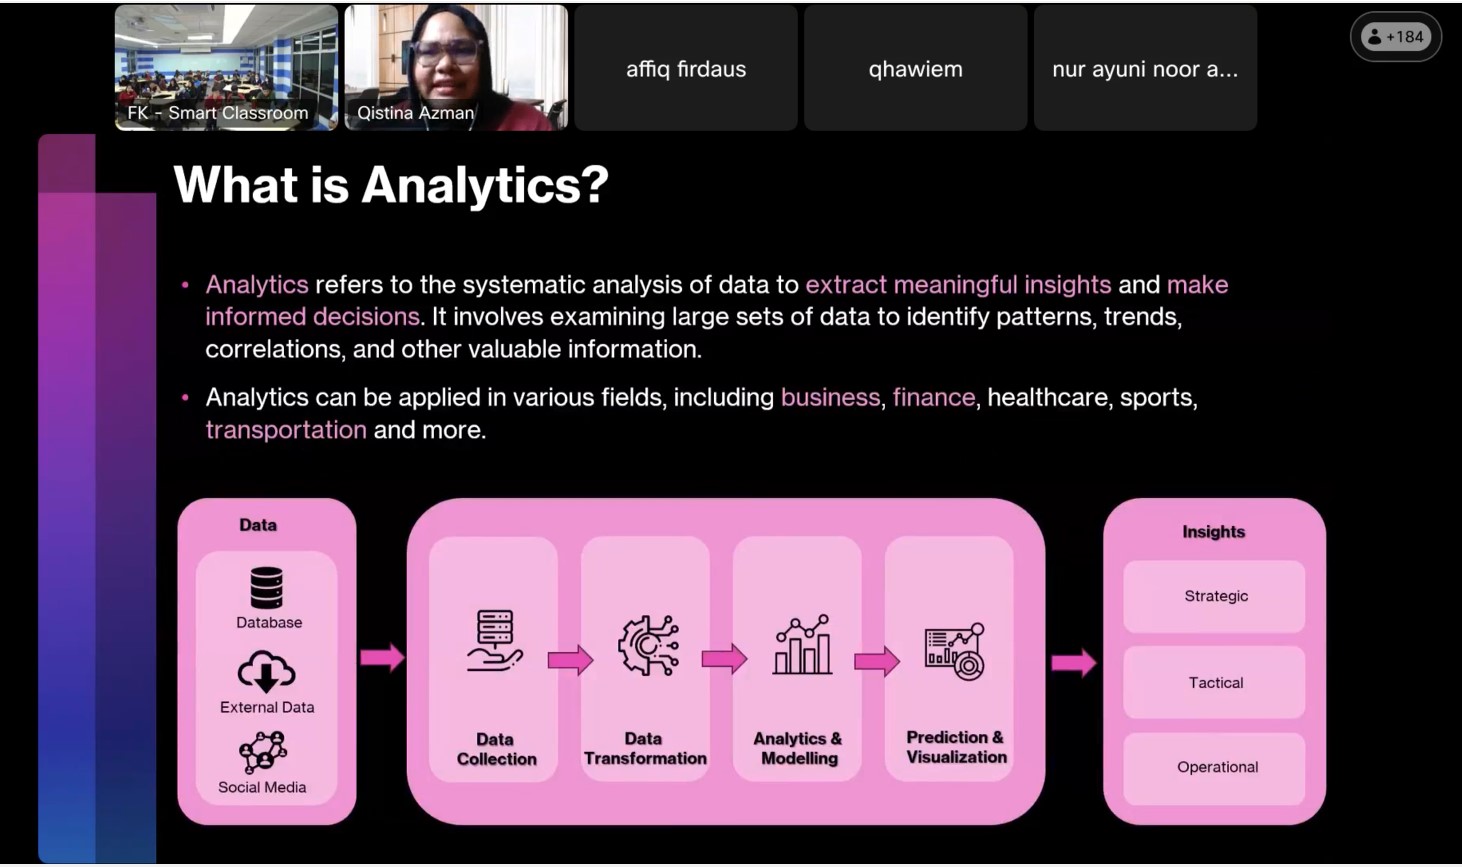 FK - Smart Classroom
Qistina Azman
affiq firdaus
qhawiem
nur ayuni noor a...
+184
What is Analytics?
• Analytics refers to the systematic analysis of data to extract meaningful insights and make
informed decisions. It involves examining large sets of data to identify patterns, trends,
correlations, and other valuable information.
• Analytics can be applied in various fields, including business, finance, healthcare, sports,
transportation and more.
Data
Database
External Data
Social Media
Data
Collection
Data
Transformation
Analytics &
Modelling
Prediction &
Visualization
Insights
Strategic
Tactical
Operational